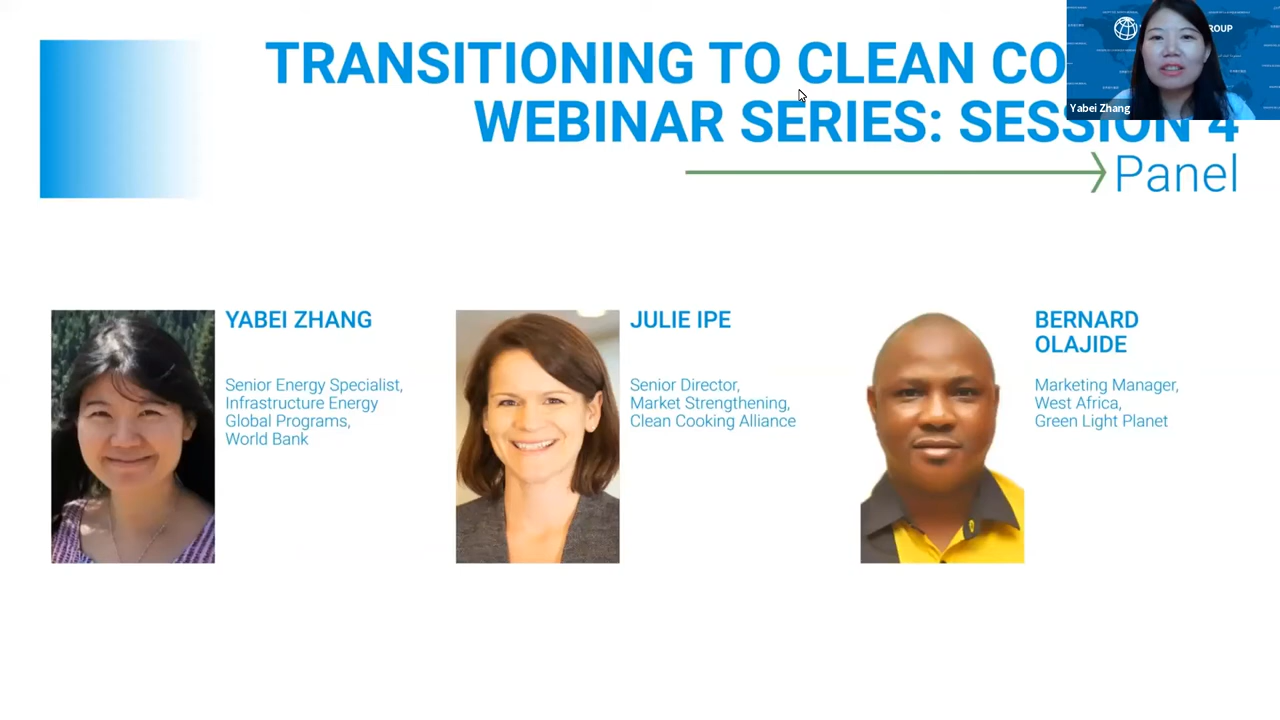 TRANSITIONING TO CLEAN CO
WEBINAR SERIES: SESSION 4
Panel
ROUP
Yabei Zhang
YABEI ZHANG
Senior Energy Specialist,
Infrastructure Energy
Global Programs,
World Bank
JULIE IPE
Senior Director,
Market Strengthening,
Clean Cooking Alliance
BERNARD
OLAJIDE
Marketing Manager,
West Africa,
Green Light Planet